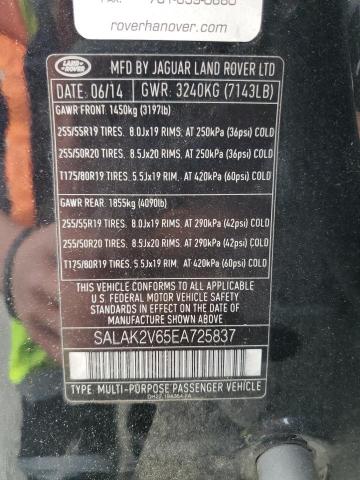 roverhanover.com
LAND
ROVER
MFD BY JAGUAR LAND ROVER LTD
DATE: 06/14 GWR: 3240KG (7143LB)
GAWR FRONT: 1450kg (3197lb)
255/55R19 TIRES. 8.0Jx19 RIMS. AT 250kPa (36psi) COLD
255/50R20 TIRES. 8.5Jx20 RIMS. AT 250kPa (36psi) COLD
T175/80R19 TIRES. 5.5Jx19 RIM. AT 420kPa (60psi) COLD
GAWR REAR: 1855kg (4090lb)
255/55R19 TIRES. 8.0Jx19 RIMS. AT 290kPa (42psi) COLD
255/50R20 TIRES. 8.5Jx20 RIMS. AT 290kPa (42psi) COLD
T175/80R19 TIRES. 5.5Jx19 RIM. AT 420kPa (60psi) COLD
THIS VEHICLE CONFORMS TO ALL APPLICABLE
U.S. FEDERAL MOTOR VEHICLE SAFETY AND
THEFT PREVENTION STANDARDS IN EFFECT ON THE
DATE OF MANUFACTURE SHOWN ABOVE
SALAK2V65EA725837
TYPE: MULTI-PURPOSE PASSENGER VEHICLE